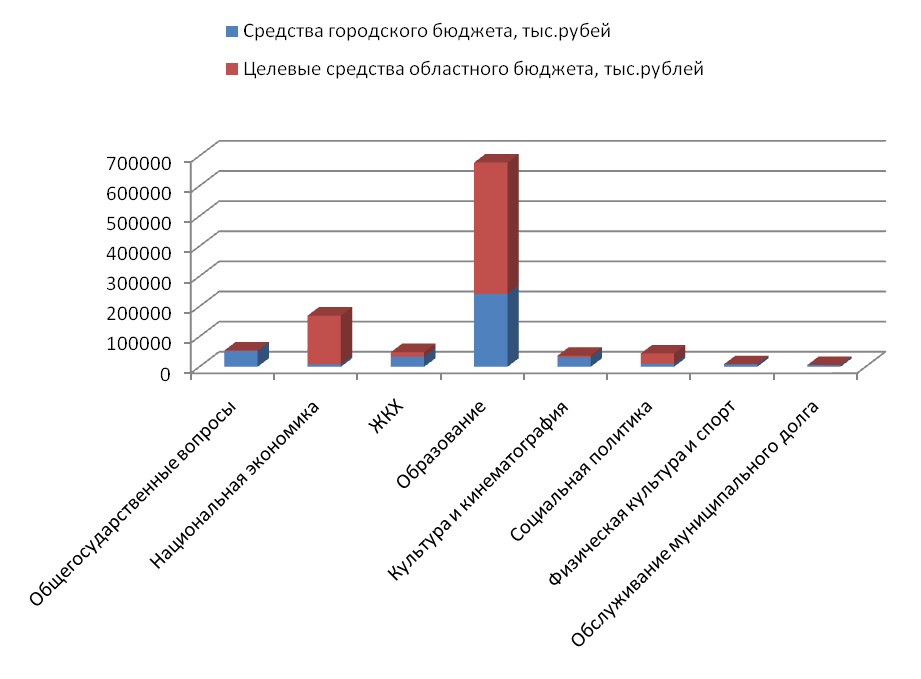 Средства городского бюджета, тыс.рубей
Целевые средства областного бюджета, тыс.рублей
700000
600000
500000
400000
300000
200000
100000
0
Общегосударственные вопросы
Национальная экономика
ЖКХ
Образование
Культура и кинематография
Социальная политика
Физическая культура и спорт
Обслуживание муниципального долга